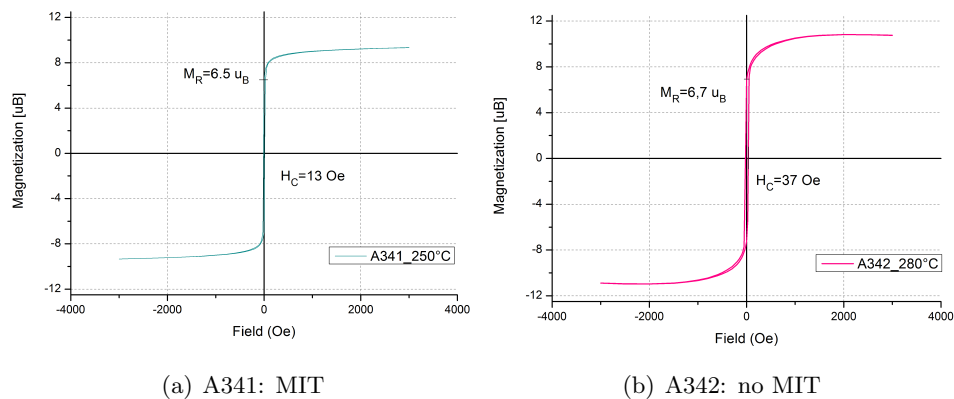 12
8
4
0
-4
-8
-12
Magnetization [uB]
M_R=6.5 u_B
H_C=13 Oe
A341_250°C
-4000 -2000 0 2000 4000
Field (Oe)
(a) A341: MIT
12
8
4
0
-4
-8
-12
Magnetization [uB]
M_R=6,7 u_B
H_C=37 Oe
A342_280°C
-4000 -2000 0 2000 4000
Field (Oe)
(b) A342: no MIT